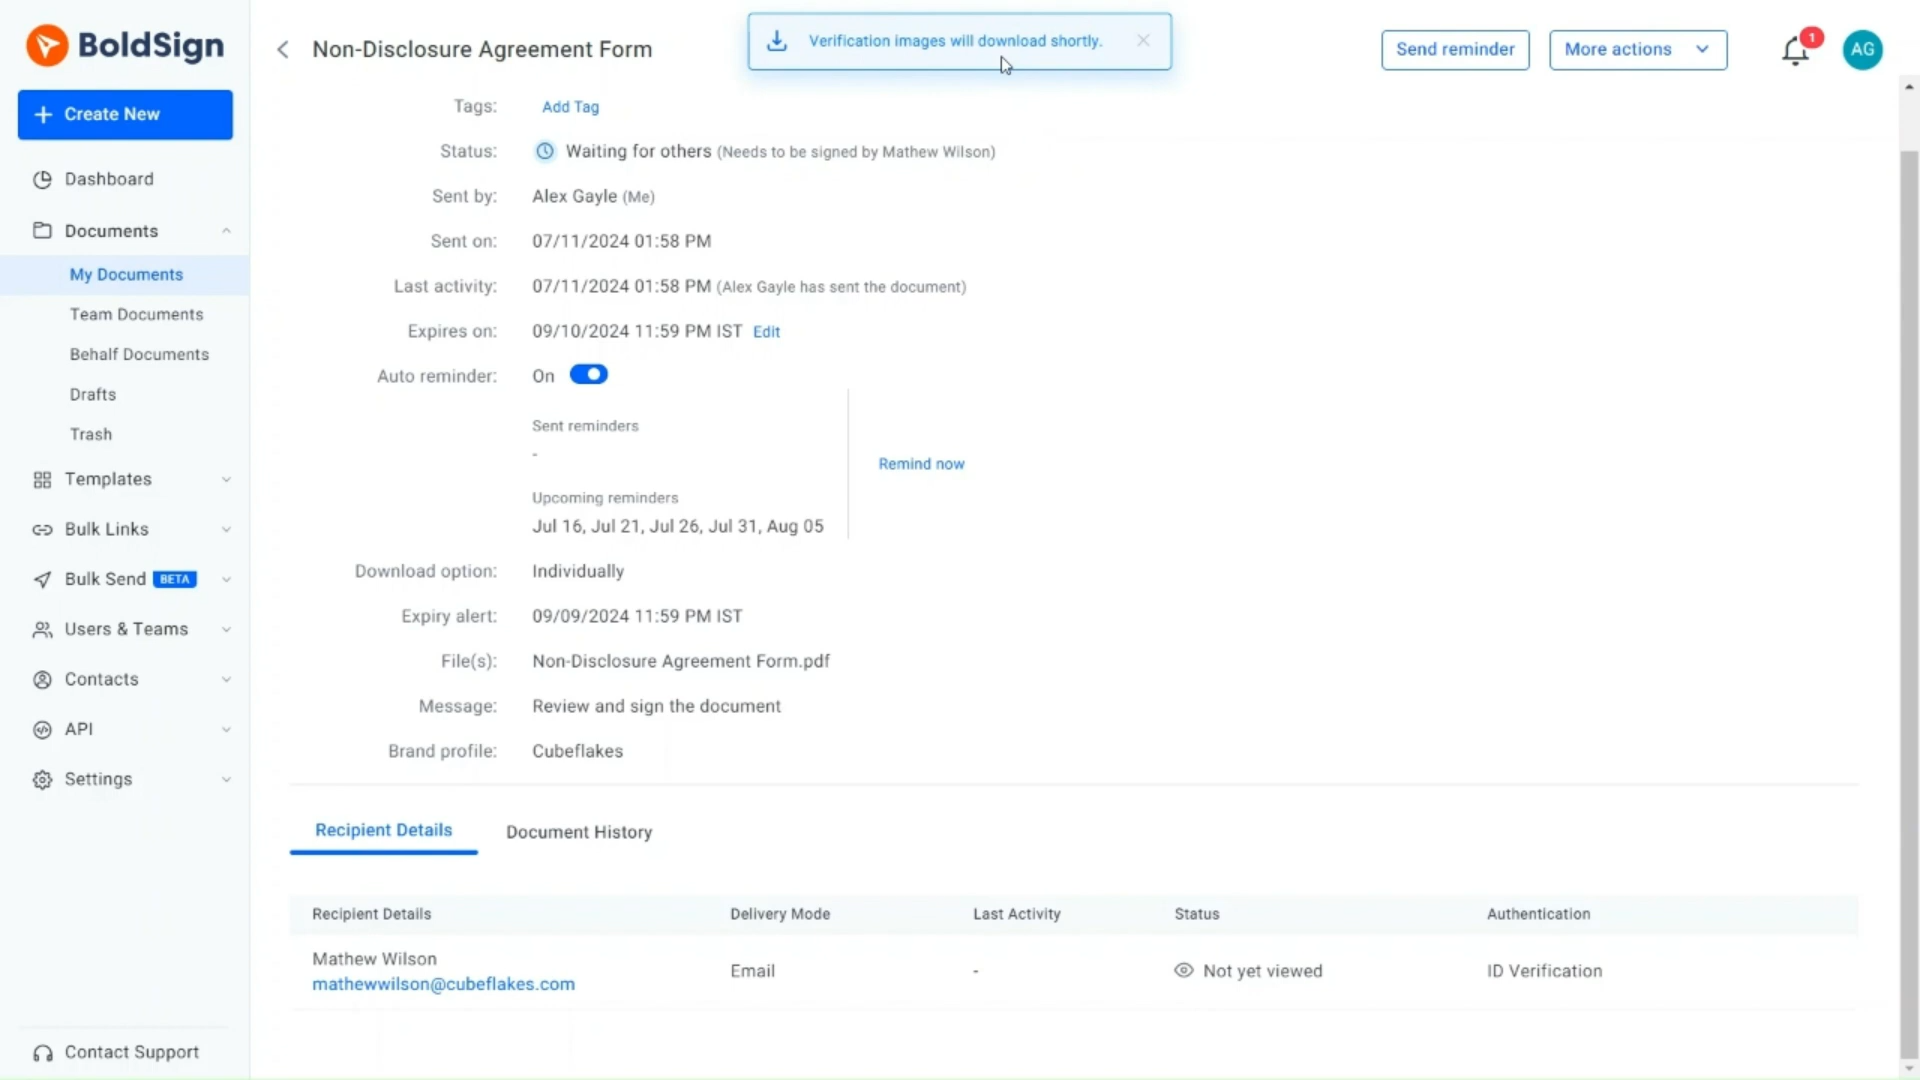 BoldSign
Non-Disclosure Agreement Form
Verification images will download shortly.
Send reminder
More actions
1
AG
Create New
Dashboard
Documents
My Documents
Team Documents
Behalf Documents
Drafts
Trash
Templates
Bulk Links
Bulk Send BETA
Users & Teams
Contacts
API
Settings
Contact Support
Tags: Add Tag
Status: Waiting for others (Needs to be signed by Mathew Wilson)
Sent by: Alex Gayle (Me)
Sent on: 07/11/2024 01:58 PM
Last activity: 07/11/2024 01:58 PM (Alex Gayle has sent the document)
Expires on: 09/10/2024 11:59 PM IST Edit
Auto reminder: On
Sent reminders
-
Remind now
Upcoming reminders
Jul 16, Jul 21, Jul 26, Jul 31, Aug 05
Download option: Individually
Expiry alert: 09/09/2024 11:59 PM IST
File(s): Non-Disclosure Agreement Form.pdf
Message: Review and sign the document
Brand profile: Cubeflakes
Recipient Details Document History
Recipient Details Delivery Mode Last Activity Status Authentication
Mathew Wilson
mathewwilson@cubeflakes.com
Email - Not yet viewed ID Verification